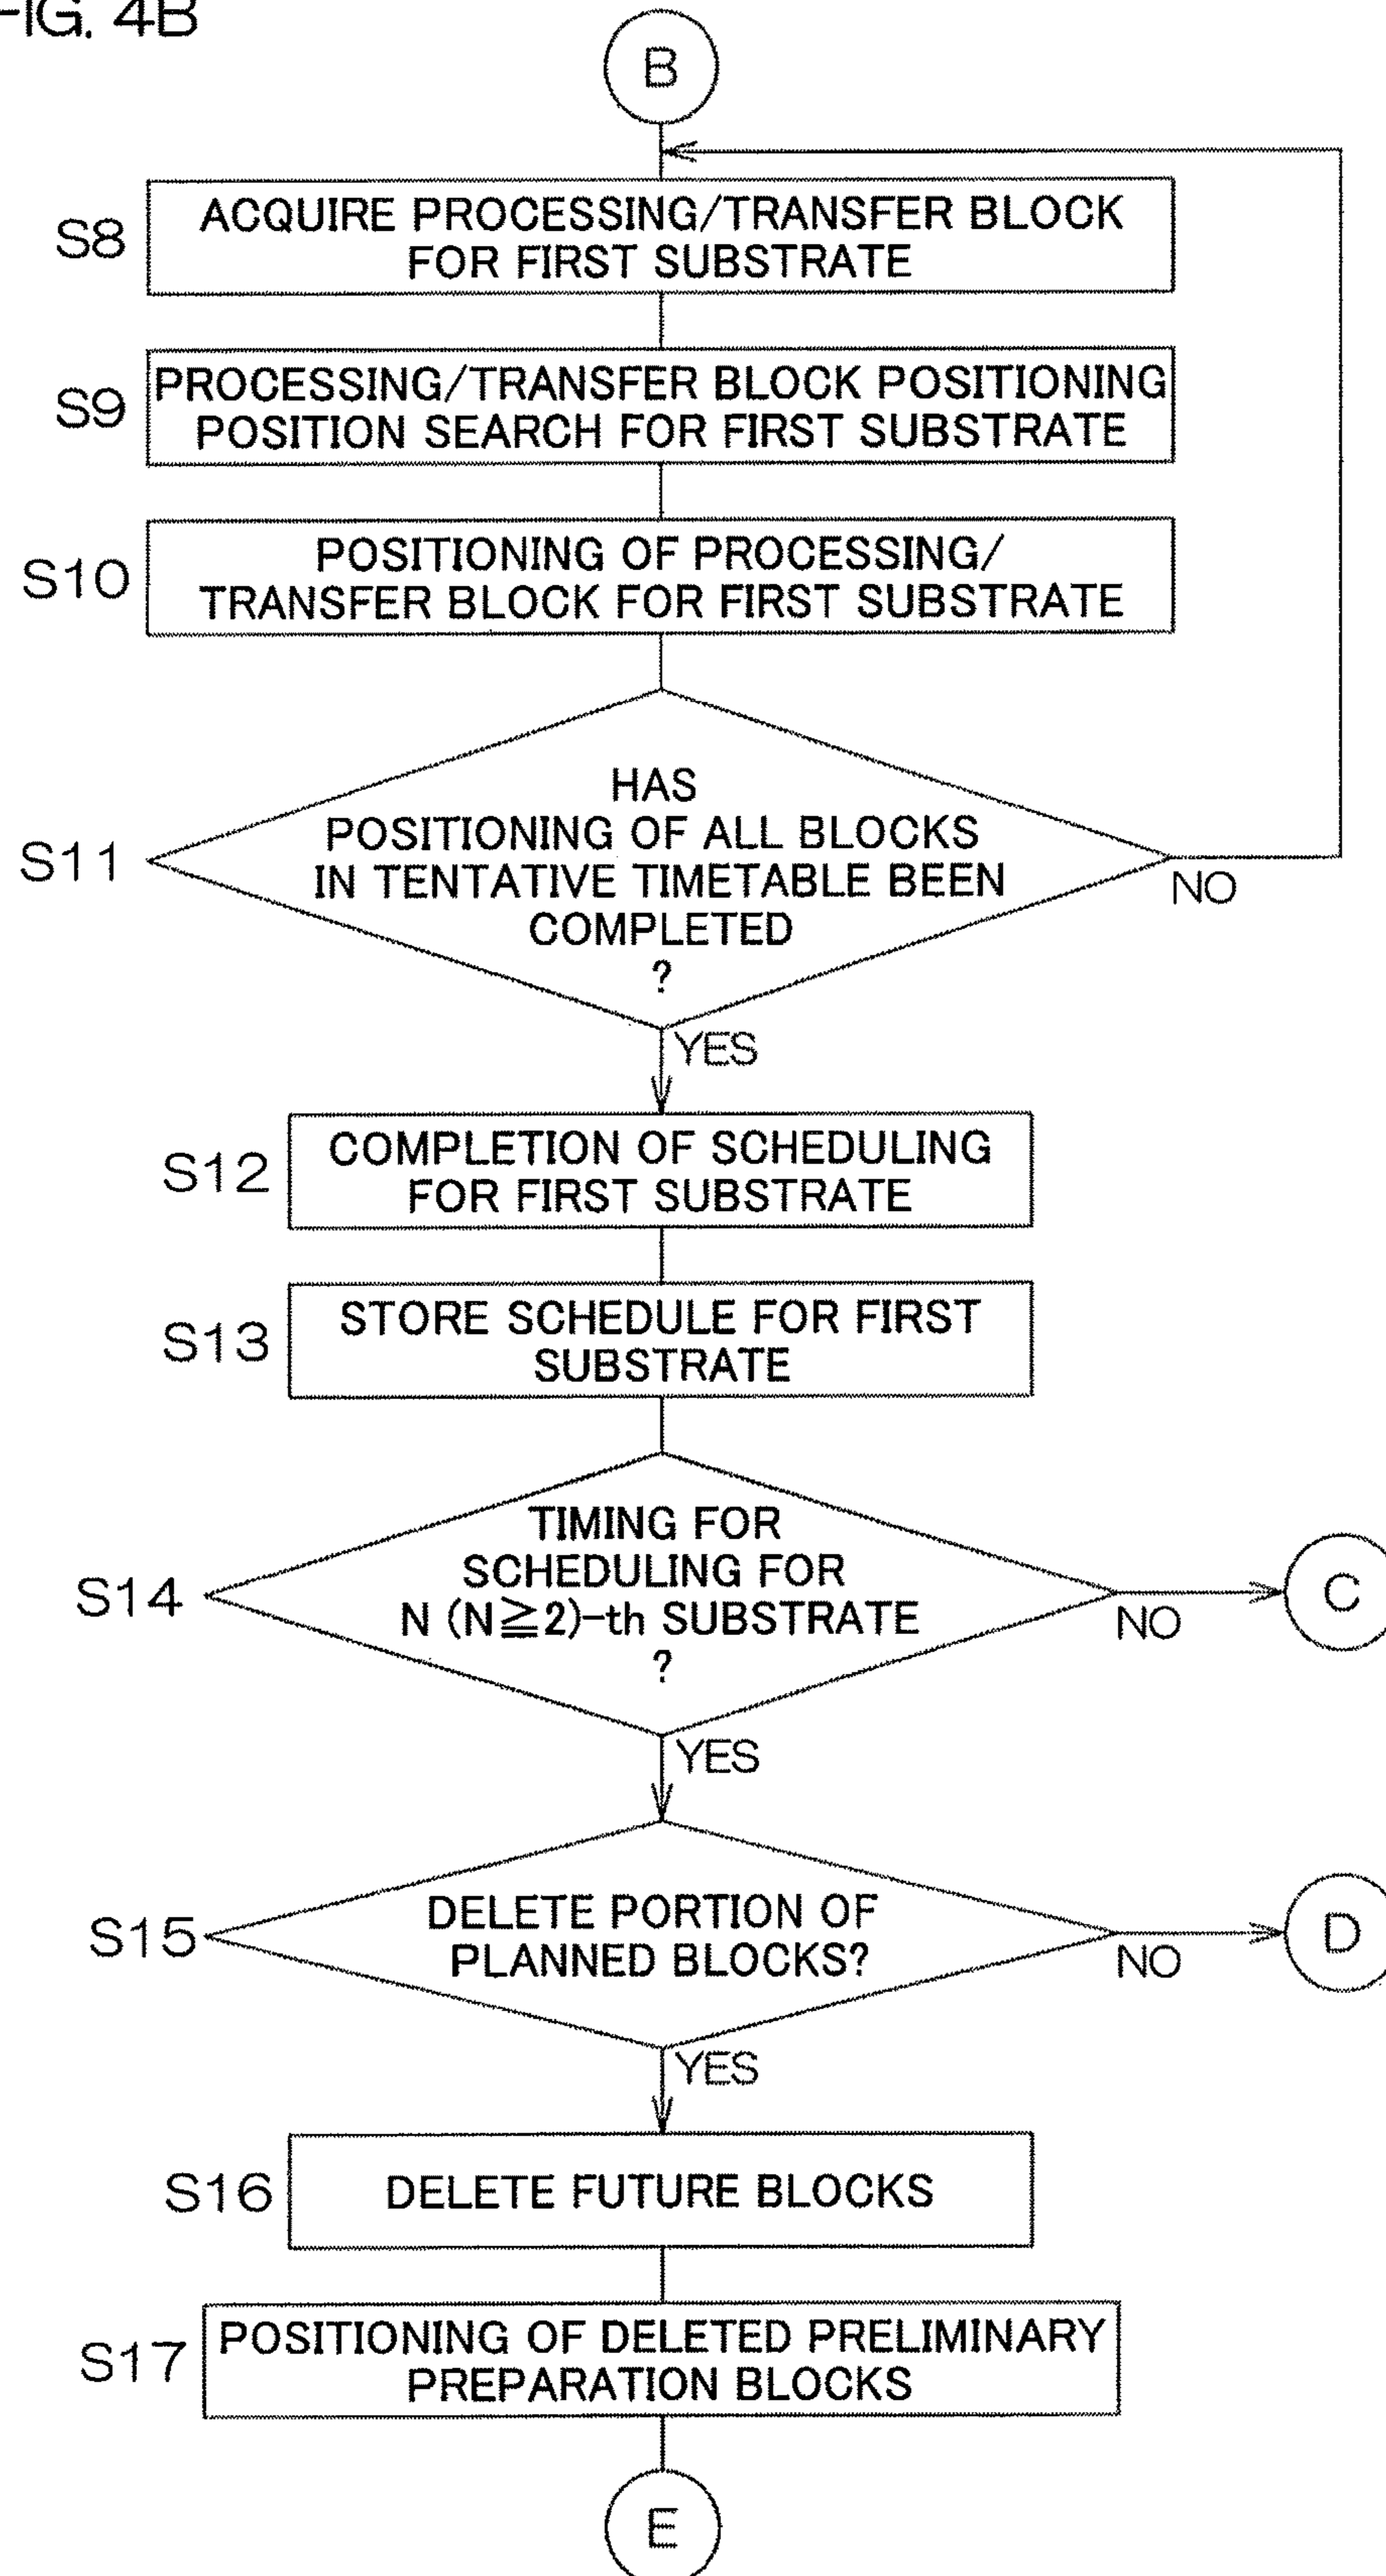 FIG. 4B
B
S8
ACQUIRE PROCESSING/TRANSFER BLOCK
FOR FIRST SUBSTRATE
S9
PROCESSING/TRANSFER BLOCK POSITIONING
POSITION SEARCH FOR FIRST SUBSTRATE
S10
POSITIONING OF PROCESSING/
TRANSFER BLOCK FOR FIRST SUBSTRATE
S11
HAS
POSITIONING OF ALL BLOCKS
IN TENTATIVE TIMETABLE BEEN
COMPLETED
?
NO
YES
S12
COMPLETION OF SCHEDULING
FOR FIRST SUBSTRATE
S13
STORE SCHEDULE FOR FIRST
SUBSTRATE
S14
TIMING FOR
SCHEDULING FOR
N (N≧2)-th SUBSTRATE
?
NO
C
YES
S15
DELETE PORTION OF
PLANNED BLOCKS?
NO
D
YES
S16
DELETE FUTURE BLOCKS
S17
POSITIONING OF DELETED PRELIMINARY
PREPARATION BLOCKS
E